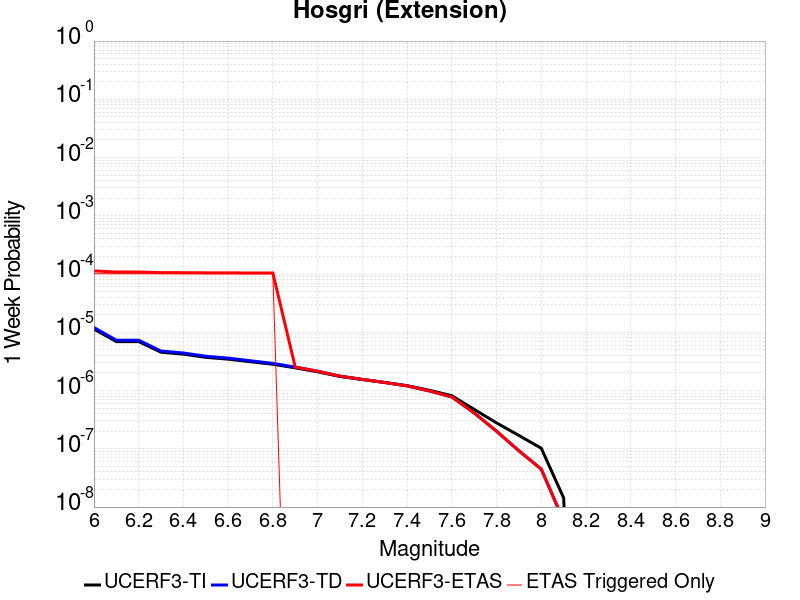 Hosgri (Extension)
10^0
10^-1
10^-2
10^-3
10^-4
10^-5
10^-6
10^-7
10^-8
1 Week Probability
6 6.2 6.4 6.6 6.8 7 7.2 7.4 7.6 7.8 8 8.2 8.4 8.6 8.8 9
Magnitude
UCERF3-TI UCERF3-TD UCERF3-ETAS ETAS Triggered Only